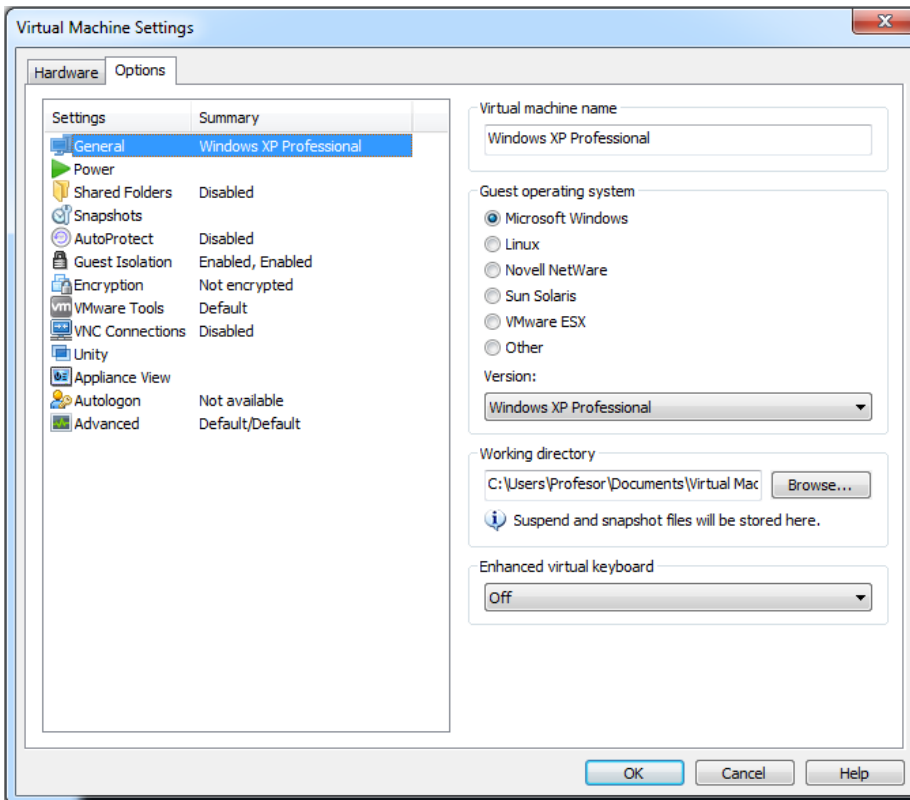 Virtual Machine Settings
Hardware
Options
Settings Summary
General Windows XP Professional
Power
Shared Folders Disabled
Snapshots
AutoProtect Disabled
Guest Isolation Enabled, Enabled
Encryption Not encrypted
vm VMware Tools Default
VNC Connections Disabled
Unity
Appliance View
Autologon Not available
Advanced Default/Default
Virtual machine name
Windows XP Professional
Guest operating system
Microsoft Windows
Linux
Novell NetWare
Sun Solaris
VMware ESX
Other
Version:
Windows XP Professional
Working directory
C:\Users\Profesor\Documents\Virtual Mac Browse...
Suspend and snapshot files will be stored here.
Enhanced virtual keyboard
Off
OK Cancel Help